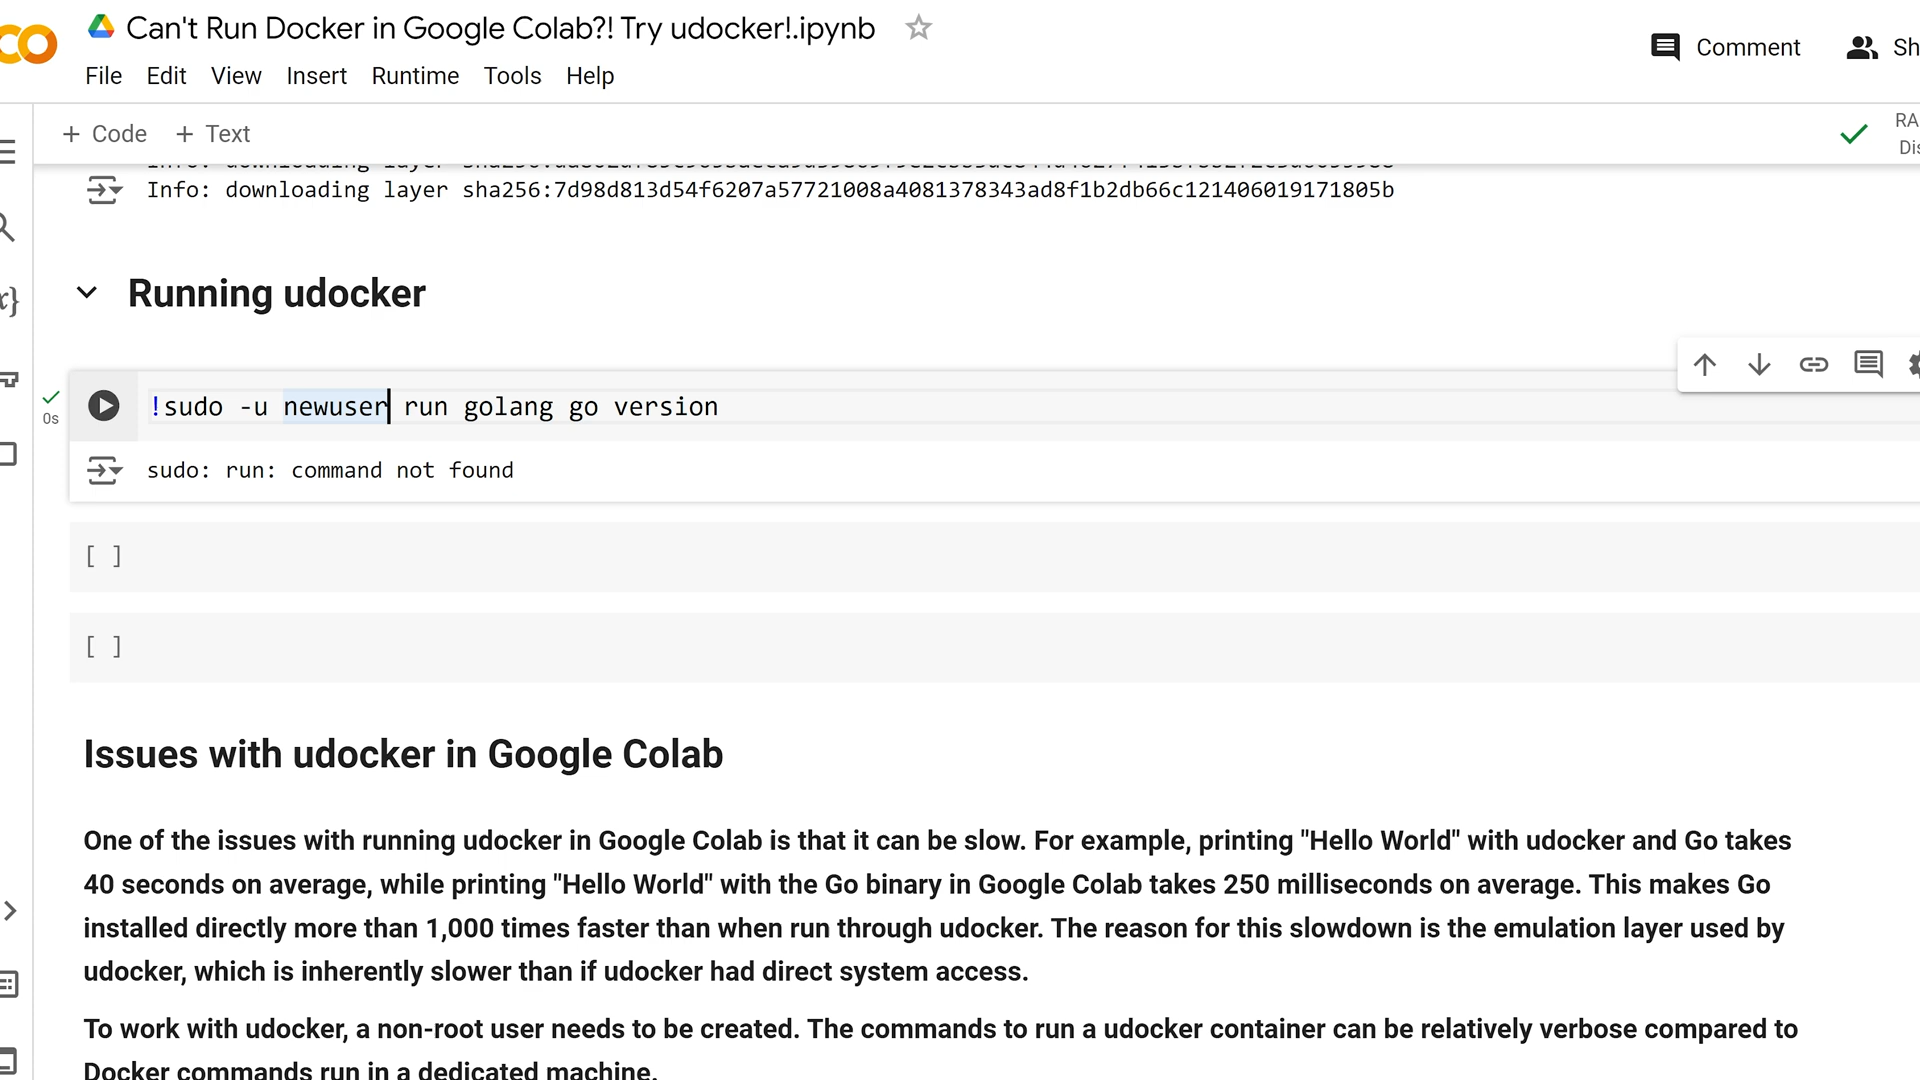 Can't Run Docker in Google Colab?! Try udocker!.ipynb
Comment
Sh
File Edit View Insert Runtime Tools Help
+ Code + Text
RA
Dis
Info: downloading layer
Info: downloading layer sha256:7d98d813d54f6207a57721008a4081378343ad8f1b2db66c121406019171805b
Running udocker
0s
!sudo -u newuser run golang go version
sudo: run: command not found
[ ]
[ ]
Issues with udocker in Google Colab
One of the issues with running udocker in Google Colab is that it can be slow. For example, printing "Hello World" with udocker and Go takes
40 seconds on average, while printing "Hello World" with the Go binary in Google Colab takes 250 milliseconds on average. This makes Go
installed directly more than 1,000 times faster than when run through udocker. The reason for this slowdown is the emulation layer used by
udocker, which is inherently slower than if udocker had direct system access.
To work with udocker, a non-root user needs to be created. The commands to run a udocker container can be relatively verbose compared to
Docker commands run in a dedicated machine.